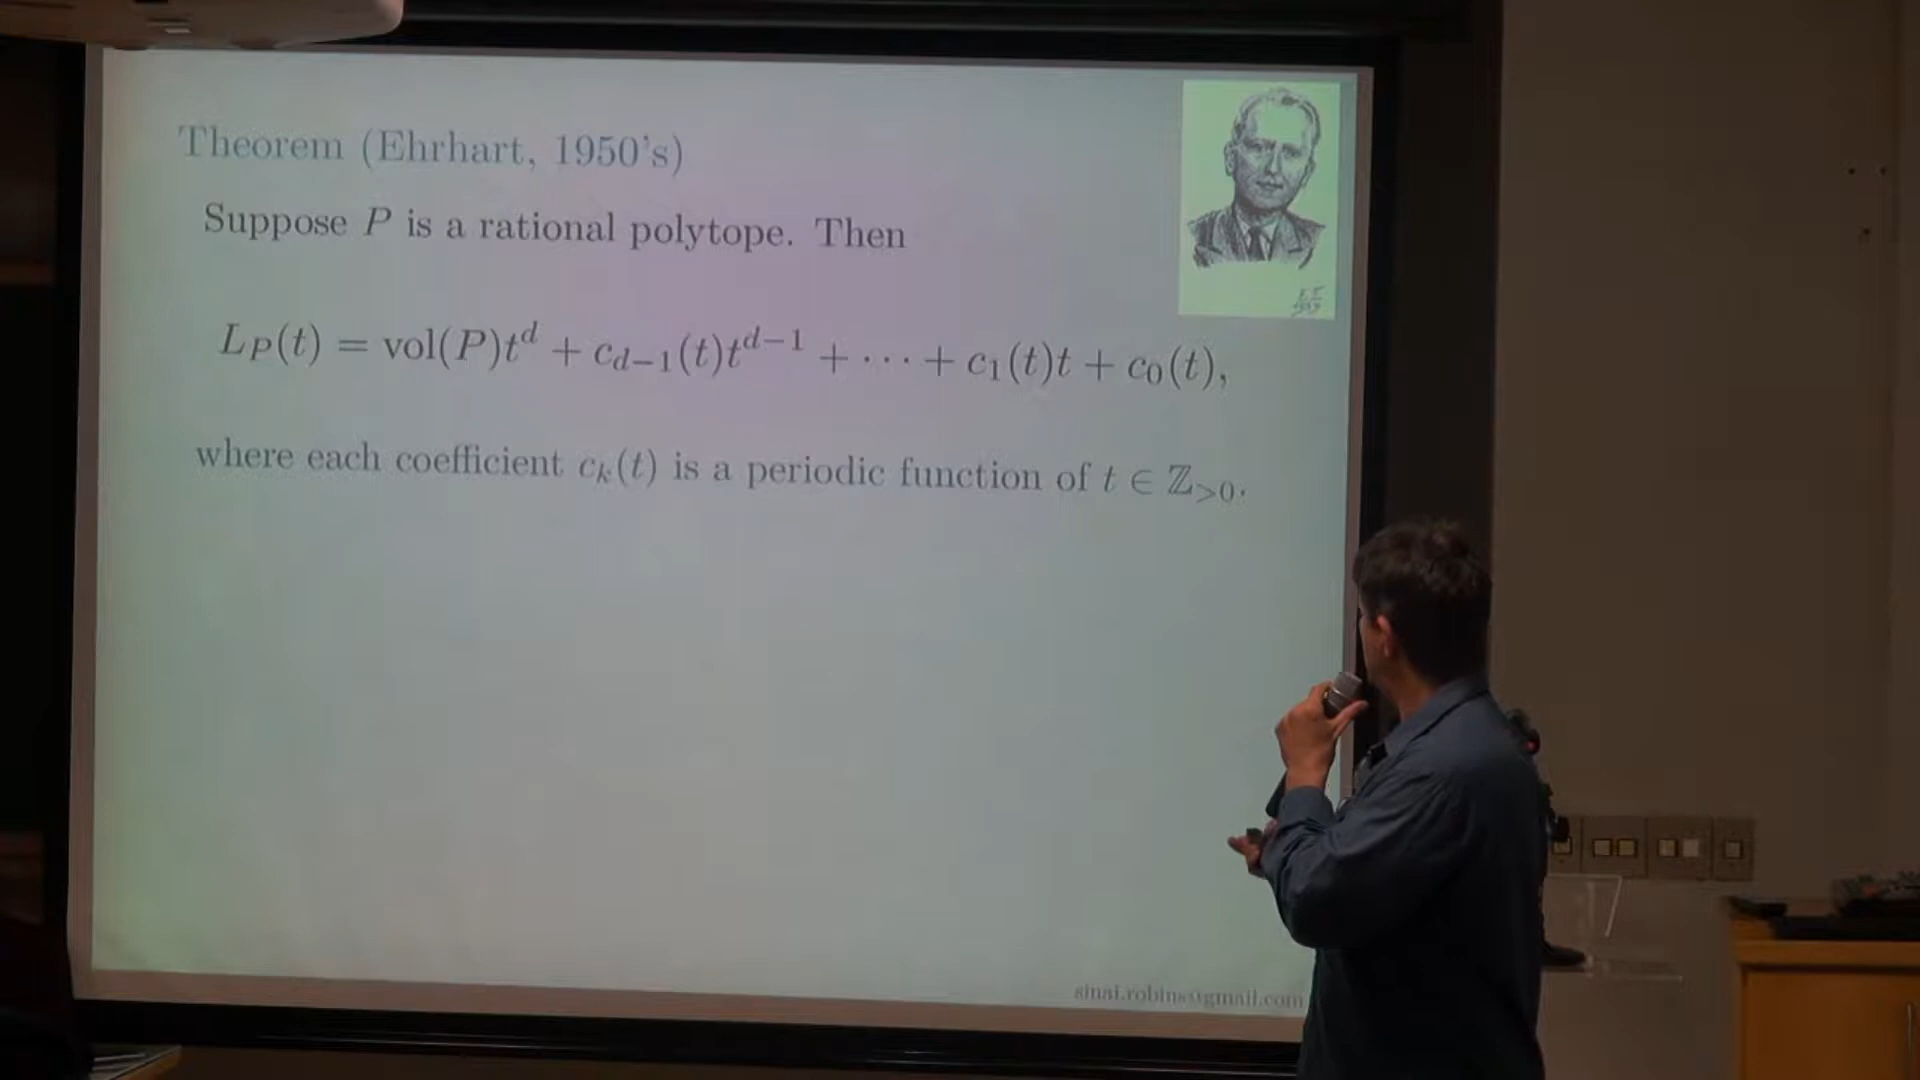 Theorem (Ehrhart, 1950's)
Suppose P is a rational polytope. Then
L_P(t) = vol(P)t^d + c_{d−1}(t)t^{d−1} + ⋯ + c_1(t)t + c_0(t),
where each coefficient c_k(t) is a periodic function of t ∈ ℤ_{>0}.
sinai.robins@gmail.com